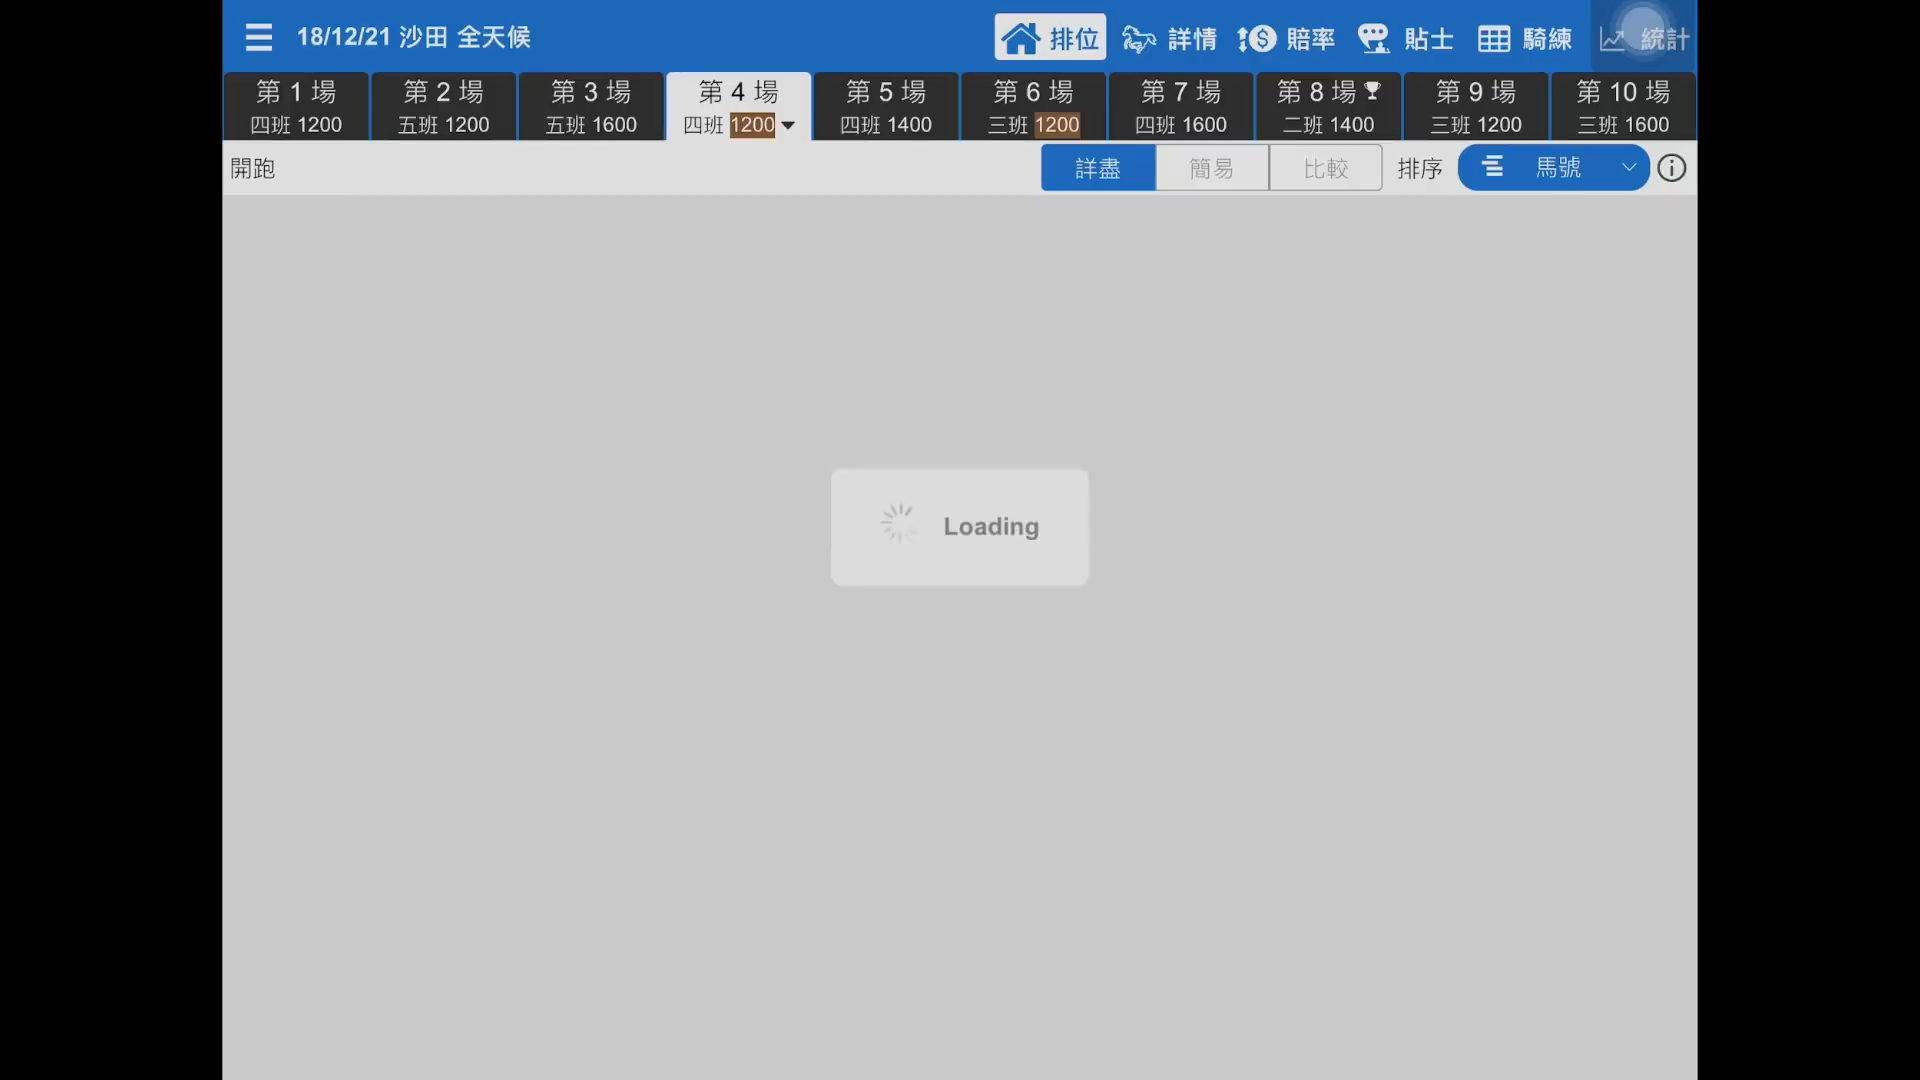 18/12/21 沙田 全天候
排位 詳情 賠率 貼士 騎練 統計
第 1 場 第 2 場 第 3 場 第 4 場 第 5 場 第 6 場 第 7 場 第 8 場 第 9 場 第 10 場
四班 1200 五班 1200 五班 1600 四班 1200 四班 1400 三班 1200 四班 1600 二班 1400 三班 1200 三班 1600
開跑 詳盡 簡易 比較 排序 馬號
Loading